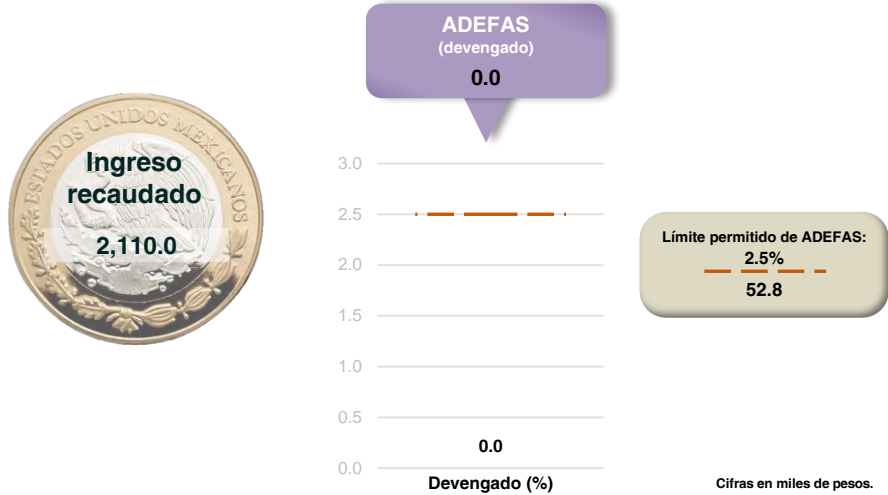 ADEFAS
(devengado)
0.0
ESTADOS UNIDOS MEXICANOS
Ingreso
recaudado
2,110.0
3.0
2.5
2.0
1.5
1.0
0.5
0.0
0.0
Devengado (%)
Límite permitido de ADEFAS:
2.5%
52.8
Cifras en miles de pesos.